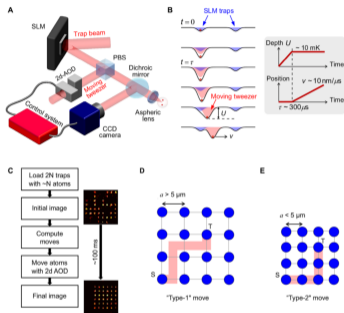 A
SLM
Trap beam
PBS
2d-AOD
Dichroic
mirror
Moving
tweezer
Control system
CCD
camera
Aspheric
lens
B
t=0
SLM traps
t=τ
Moving tweezer
U
v
Depth U
~ 10 mK
Time
Position
v ~ 10 nm/μs
Time
τ ~ 300 μs
C
Load 2N traps
with ~N atoms
Initial image
Compute
moves
Move atoms
with 2d AOD
Final image
~100 ms
D
a > 5 μm
T
S
"Type-1" move
E
a < 5 μm
T
S
"Type-2" move